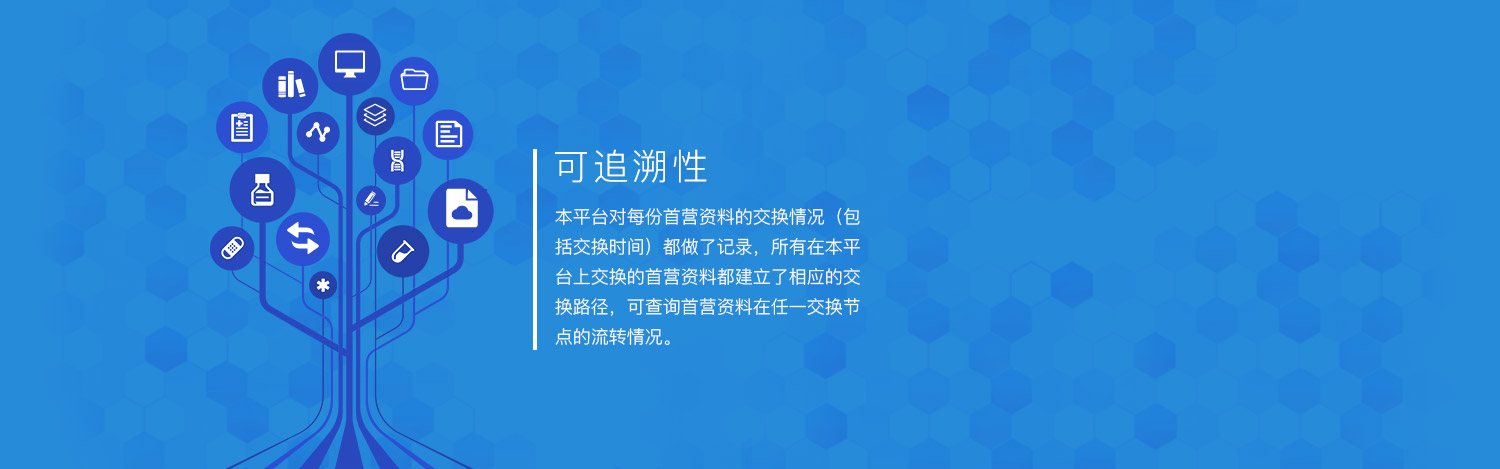 可追溯性
本平台对每份首营资料的交换情况（包
括交换时间）都做了记录，所有在本平
台上交换的首营资料都建立了相应的交
换路径，可查询首营资料在任一交换节
点的流转情况。